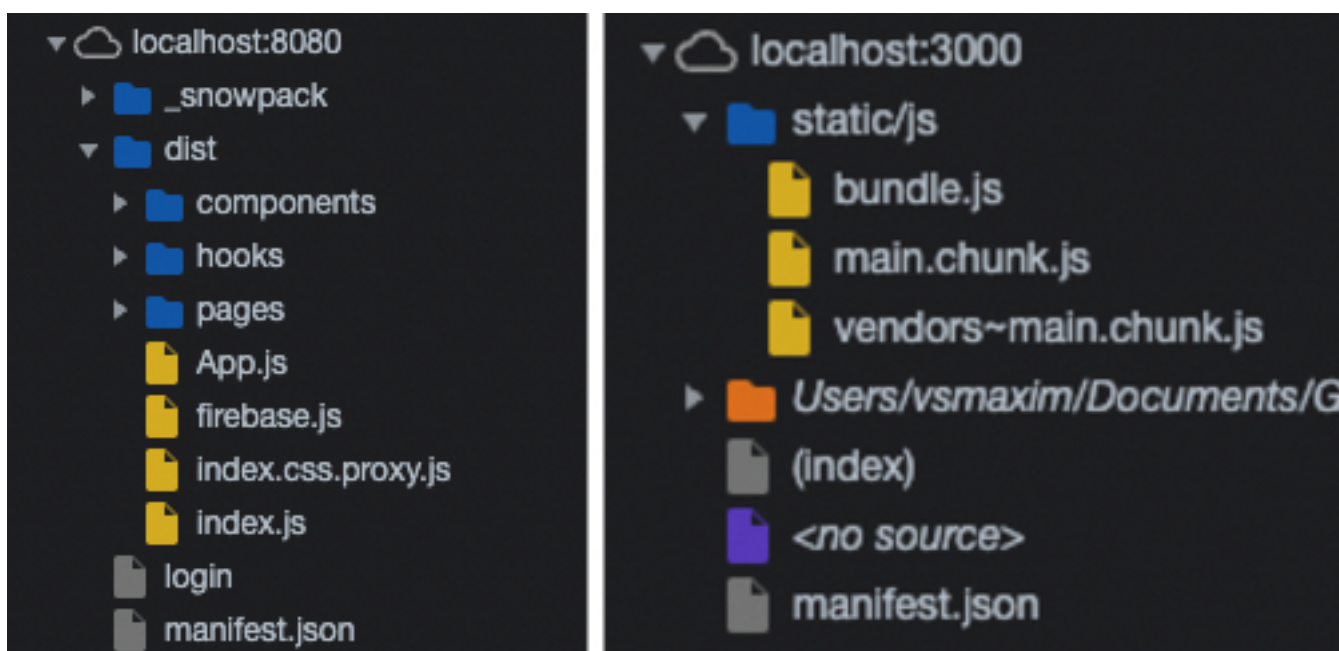 localhost:8080
_snowpack
dist
components
hooks
pages
App.js
firebase.js
index.css.proxy.js
index.js
login
manifest.json
localhost:3000
static/js
bundle.js
main.chunk.js
vendors~main.chunk.js
Users/vsmaxim/Documents/G
(index)
<no source>
manifest.json